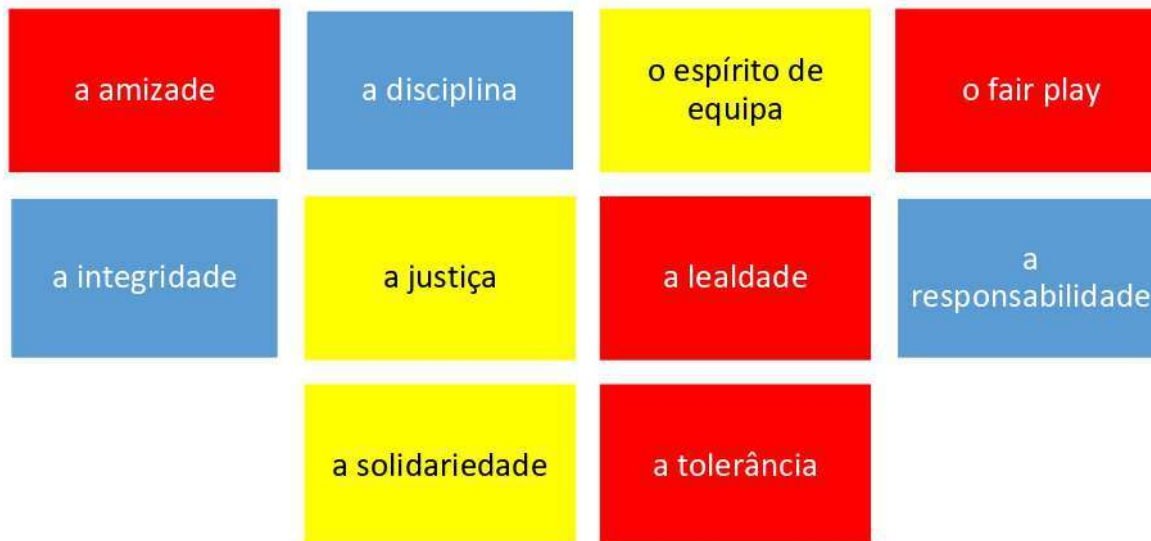 a amizade
a disciplina
o espírito de
equipa
o fair play
a integridade
a justiça
a lealdade
a
responsabilidade
a solidariedade
a tolerância